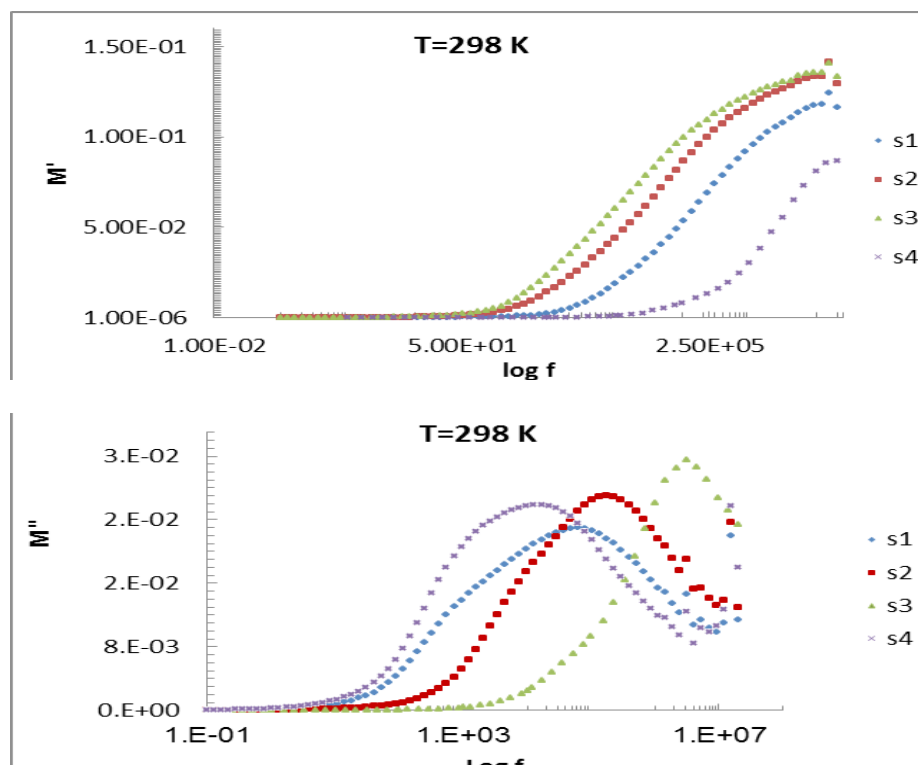 T=298 K
1.50E-01
1.00E-01
5.00E-02
1.00E-06
M'
1.00E-02 5.00E+01 2.50E+05
log f
s1
s2
s3
s4
T=298 K
3.E-02
2.E-02
2.E-02
8.E-03
0.E+00
M"
1.E-01 1.E+03 1.E+07
Log f
s1
s2
s3
s4